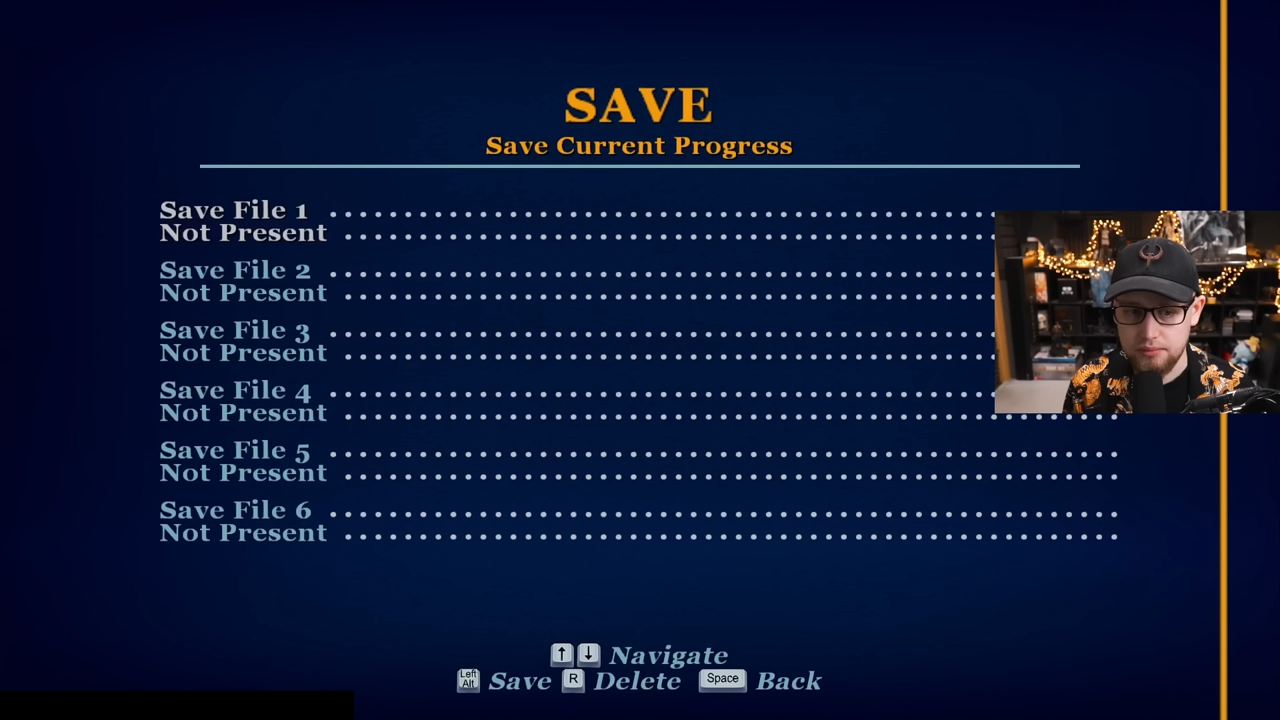 SAVE
Save Current Progress
Save File 1
Not Present
Save File 2
Not Present
Save File 3
Not Present
Save File 4
Not Present
Save File 5
Not Present
Save File 6
Not Present
↑ ↓ Navigate
Left Alt Save R Delete Space Back